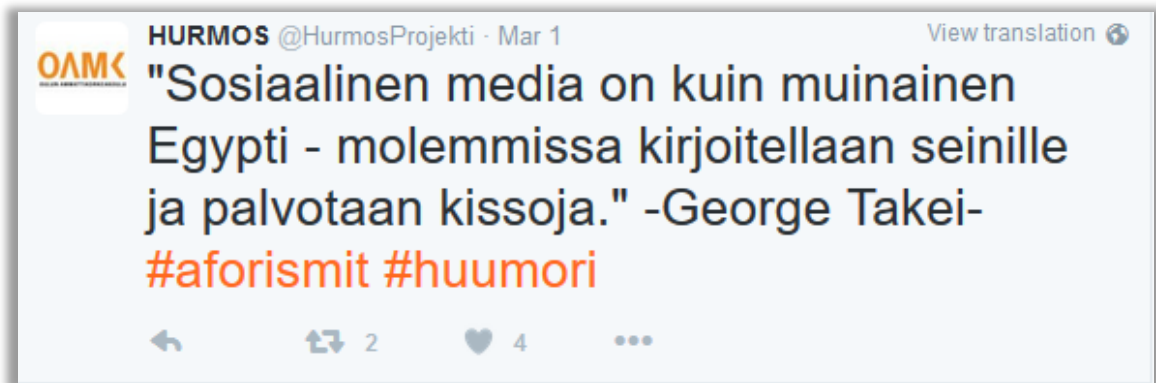 HURMOS @HurmosProjekti · Mar 1 View translation
OAMK
"Sosiaalinen media on kuin muinainen
Egypti - molemmissa kirjoitellaan seinille
ja palvotaan kissoja." -George Takei-
#aforismit #huumori
2 4